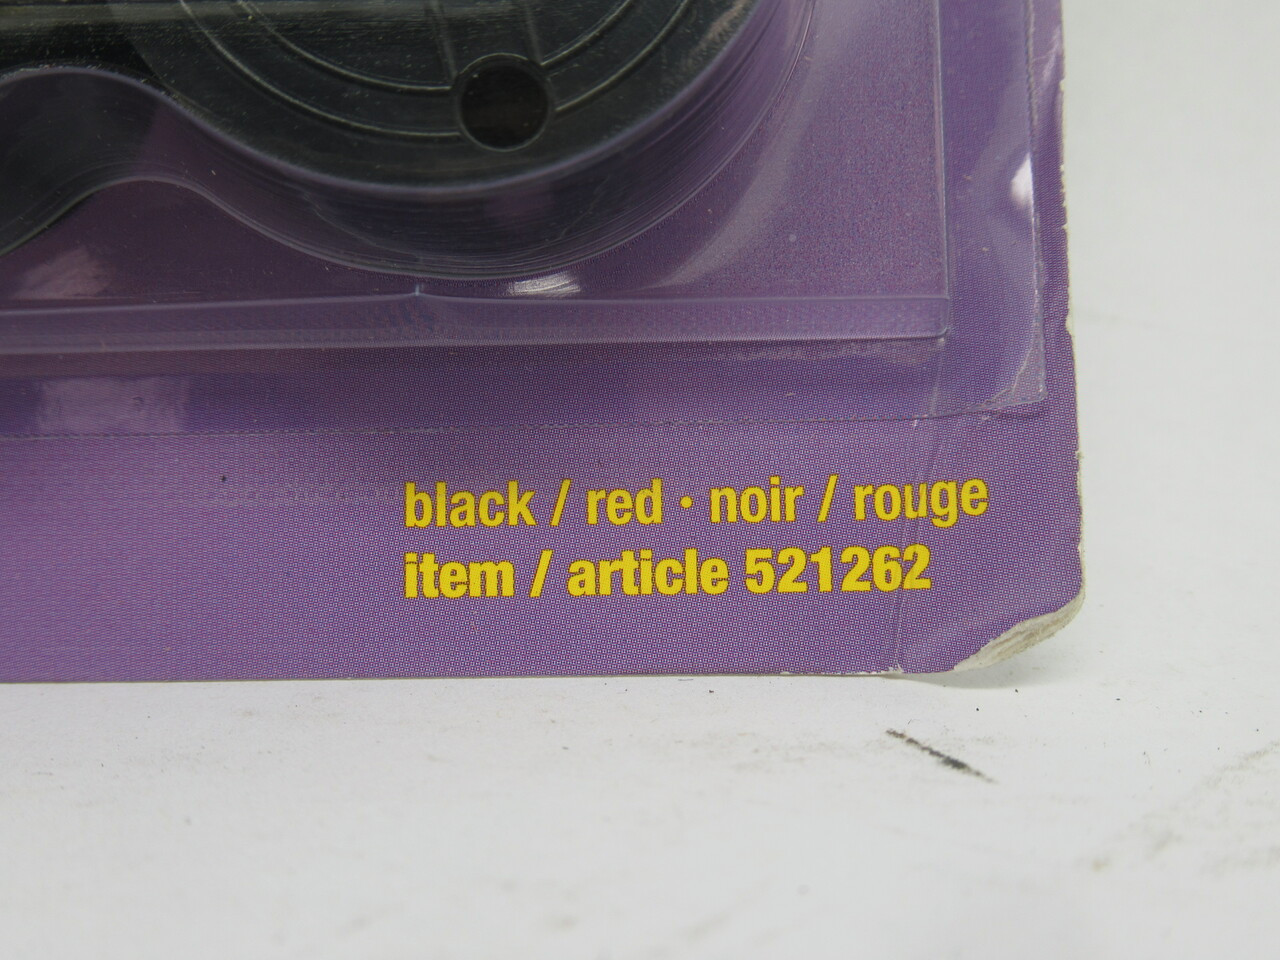 black / red • noir / rouge
item / article 521262